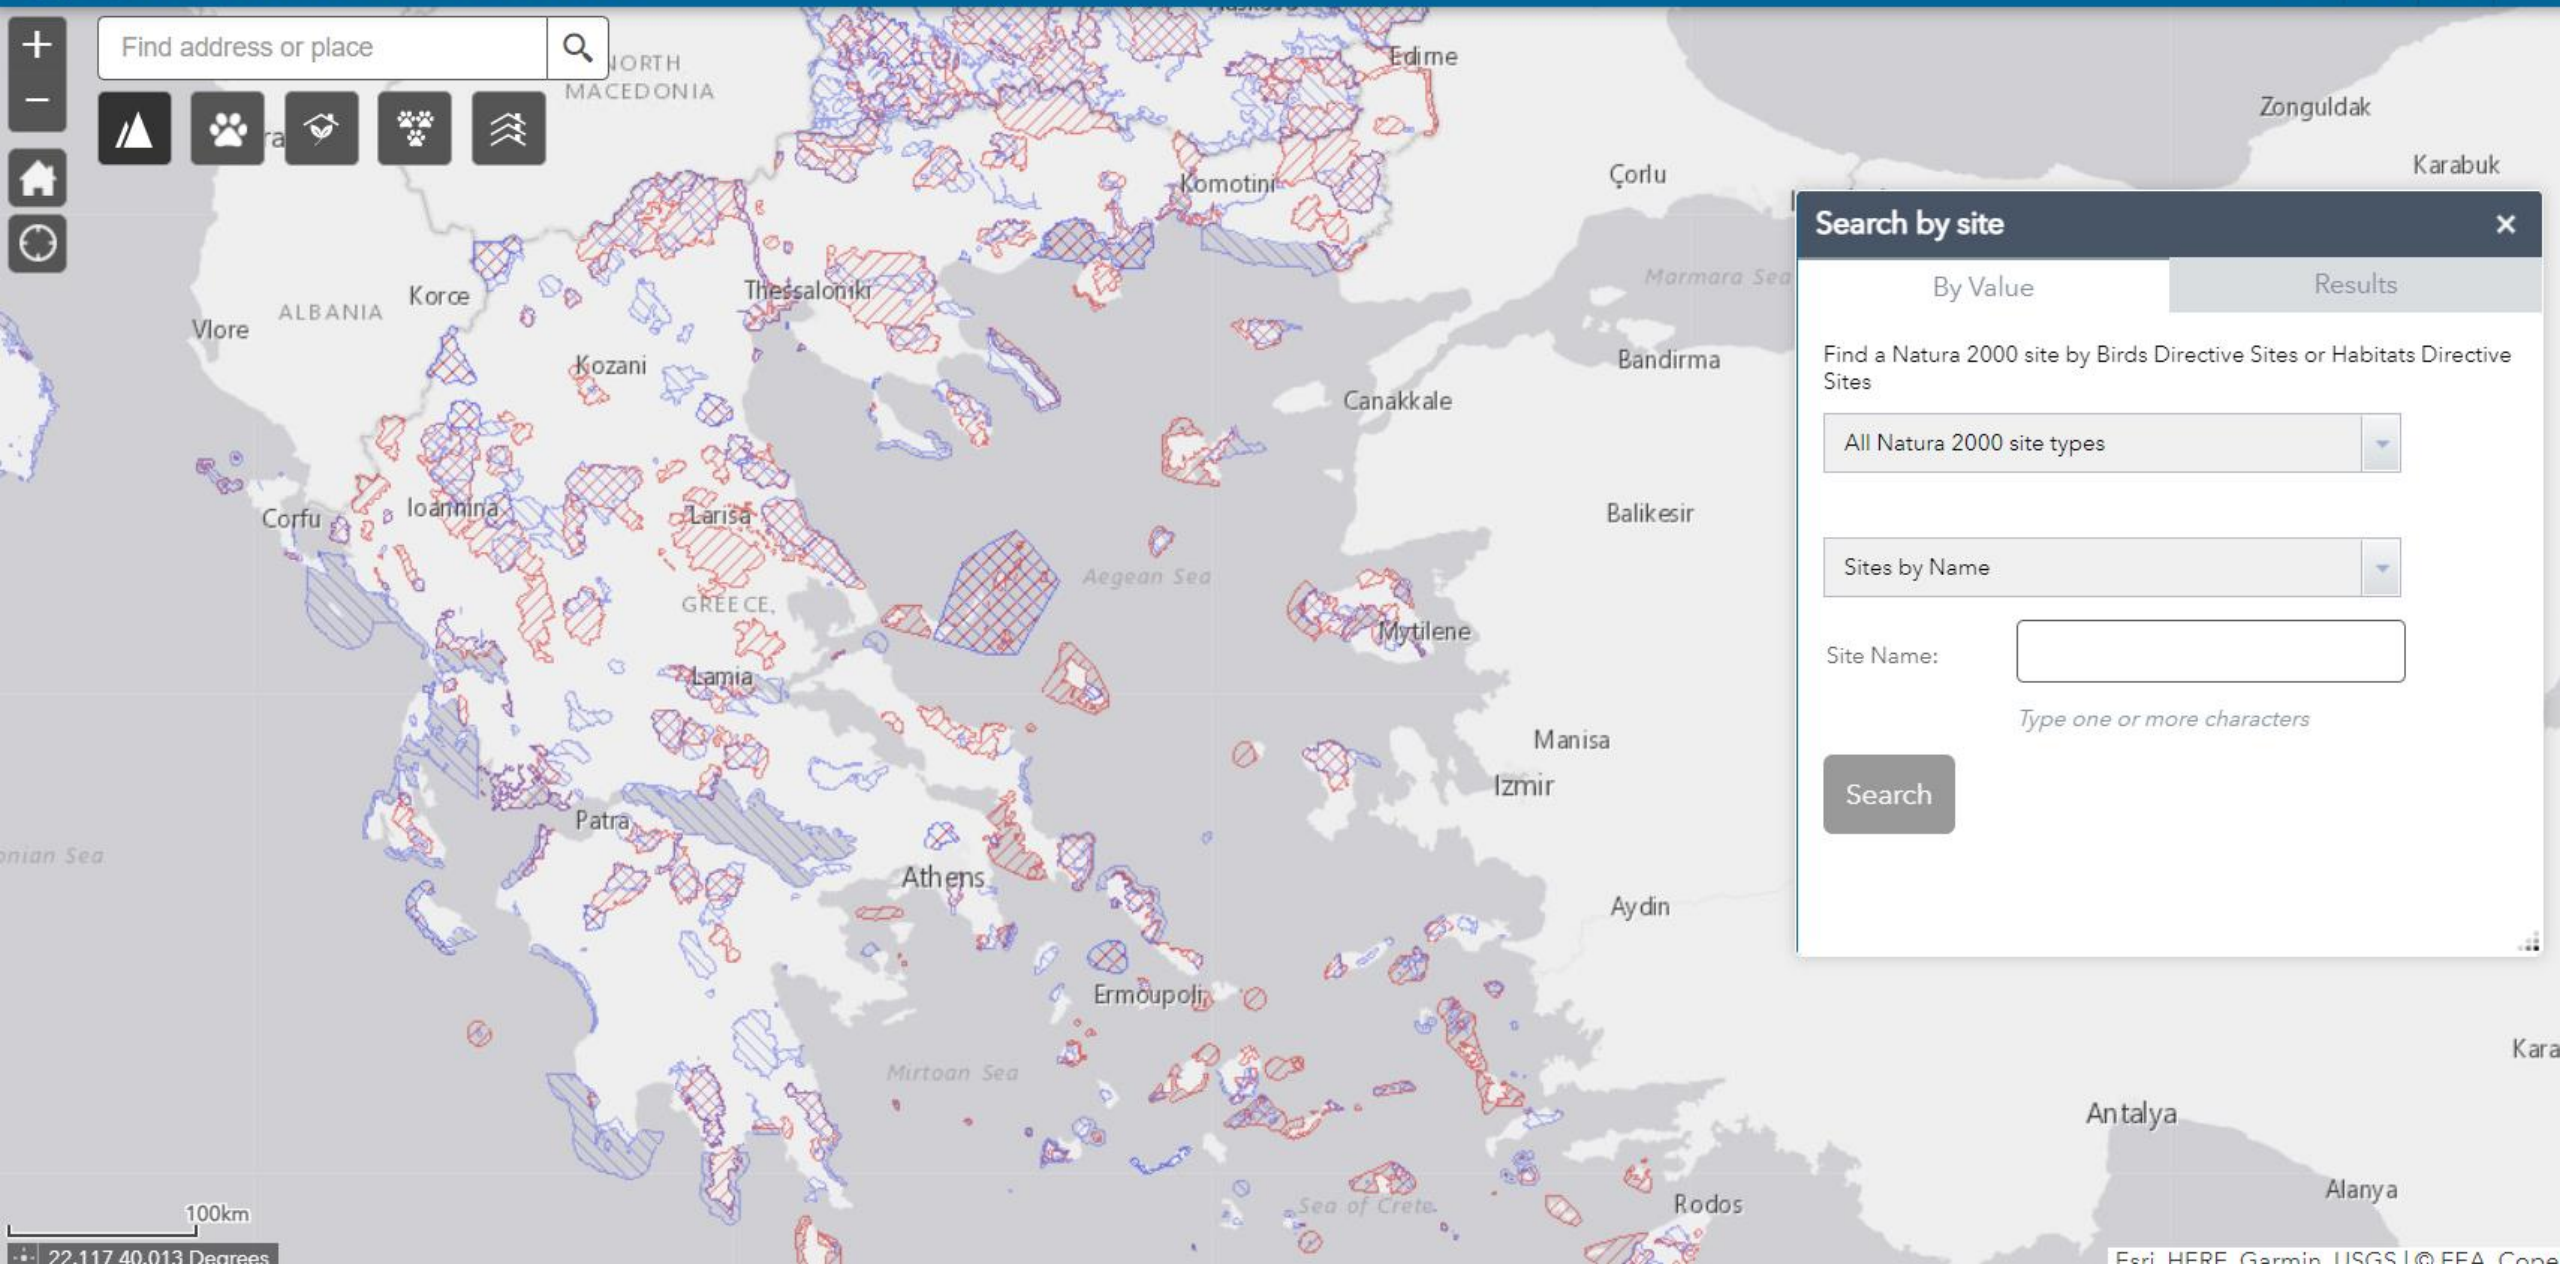 Find address or place
NORTH
MACEDONIA
Edirne
Zonguldak
Karabuk
Çorlu
Komotini
Search by site
By Value
Results
Find a Natura 2000 site by Birds Directive Sites or Habitats Directive
Sites
All Natura 2000 site types
Sites by Name
Site Name:
Type one or more characters
Search
Marmara Sea
Thessaloniki
Korce
ALBANIA
Vlore
Kozani
Bandirma
Canakkale
Ioannina
Corfu
Larisa
Balikesir
Aegean Sea
GREECE
Mytilene
Lamia
Manisa
Izmir
Patra
onian Sea
Athens
Aydin
Ermoupoli
Mirtoan Sea
Kara
Antalya
Alanya
Sea of Crete
Rodos
100km
22.117 40.013 Degrees
Esri, HERE, Garmin, USGS | © EEA, Cope